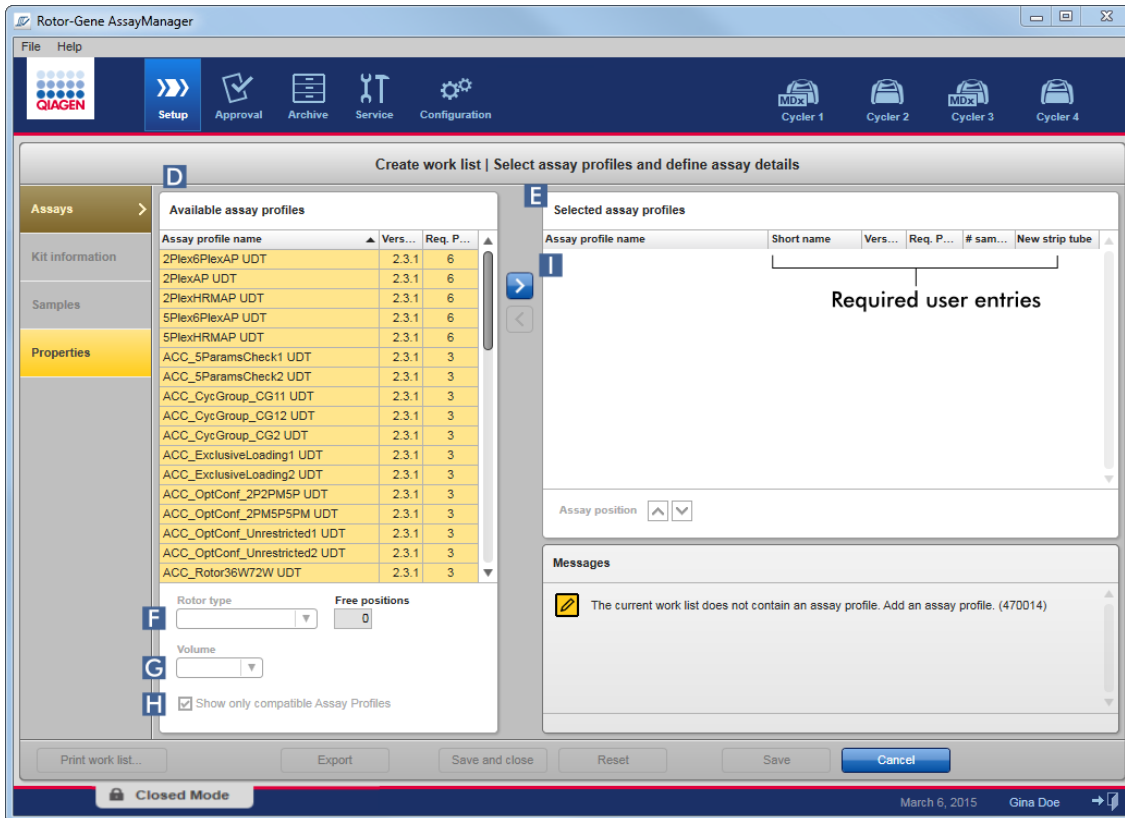 Rotor-Gene AssayManager
File Help
QIAGEN
Setup Approval Archive Service Configuration
MDx MDx
Cycler 1 Cycler 2 Cycler 3 Cycler 4
Create work list | Select assay profiles and define assay details
D
E
Assays
Kit information
Samples
Properties
Available assay profiles
Assay profile name Vers... Req. P...
2Plex6PlexAP UDT 2.3.1 6
2PlexAP UDT 2.3.1 6
2PlexHRMAP UDT 2.3.1 6
5Plex6PlexAP UDT 2.3.1 6
5PlexHRMAP UDT 2.3.1 6
ACC_5ParamsCheck1 UDT 2.3.1 3
ACC_5ParamsCheck2 UDT 2.3.1 3
ACC_CycGroup_CG11 UDT 2.3.1 3
ACC_CycGroup_CG12 UDT 2.3.1 3
ACC_CycGroup_CG2 UDT 2.3.1 3
ACC_ExclusiveLoading1 UDT 2.3.1 3
ACC_ExclusiveLoading2 UDT 2.3.1 3
ACC_OptConf_2P2PM5P UDT 2.3.1 3
ACC_OptConf_2PM5P5PM UDT 2.3.1 3
ACC_OptConf_Unrestricted1 UDT 2.3.1 3
ACC_OptConf_Unrestricted2 UDT 2.3.1 3
ACC_Rotor36W72W UDT 2.3.1 3
Rotor type Free positions
F 0
Volume
G
H Show only compatible Assay Profiles
Selected assay profiles
Assay profile name Short name Vers... Req. P... # sam... New strip tube
I
Required user entries
Assay position
Messages
The current work list does not contain an assay profile. Add an assay profile. (470014)
Print work list... Export Save and close Reset Save Cancel
Closed Mode
March 6, 2015 Gina Doe